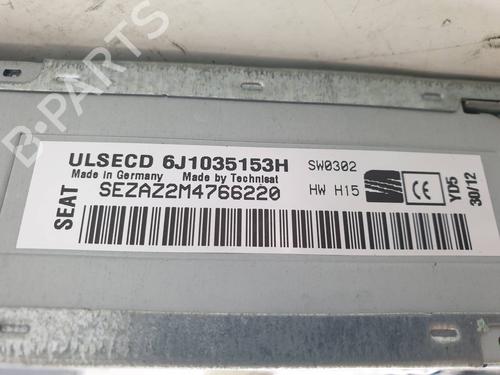 B-PARTS
ULSECD 6J1035153H
SW0302
Made in Germany Made by Technisat
SEZAZ2M4766220
HW H15
SEAT
CE
YD5
30/12